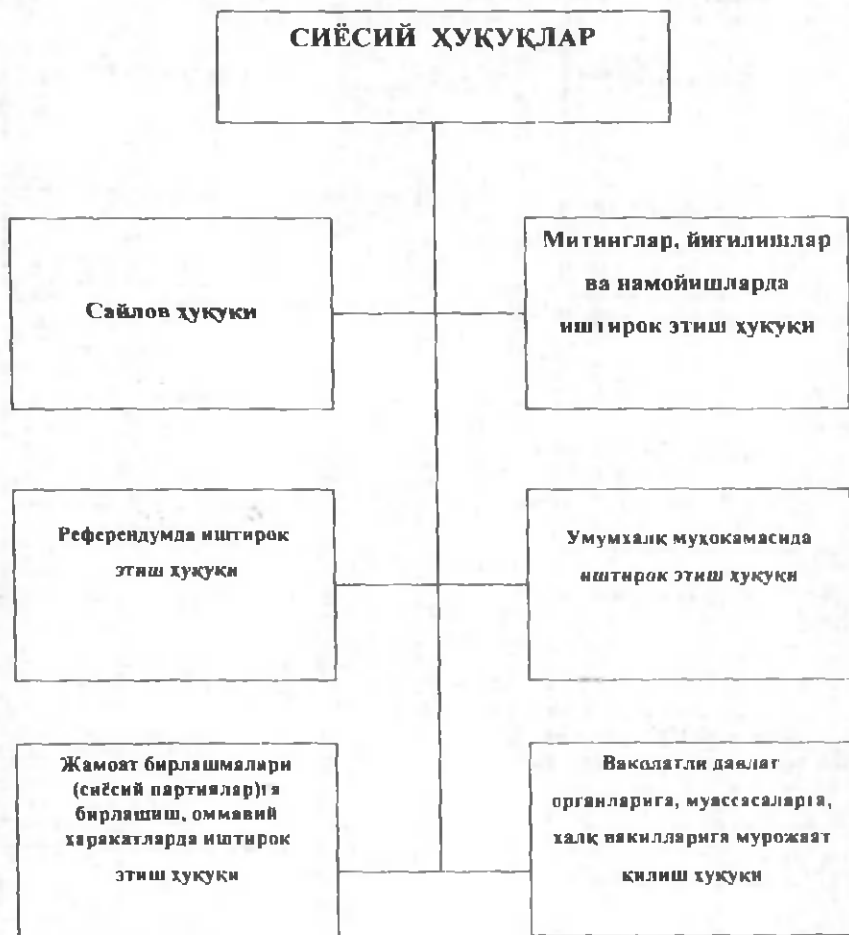 СИЁСИЙ ҲУҚУҚЛАР
Сайлов ҳуқуқи
Митинглар, йиғилишлар
ва намойишларда
иштирок этиш ҳуқуқи
Референдумда иштирок
этиш ҳуқуқи
Умумхалқ муҳокамасида
иштирок этиш ҳуқуқи
Жамоат бирлашмалари
(сиёсий партиялар)га
бирлашиш, оммавий
ҳаракатларда иштирок
этиш ҳуқуқи
Ваколатли давлат
органларига, муассасаларга,
халқ вакилларига мурожаат
қилиш ҳуқуқи